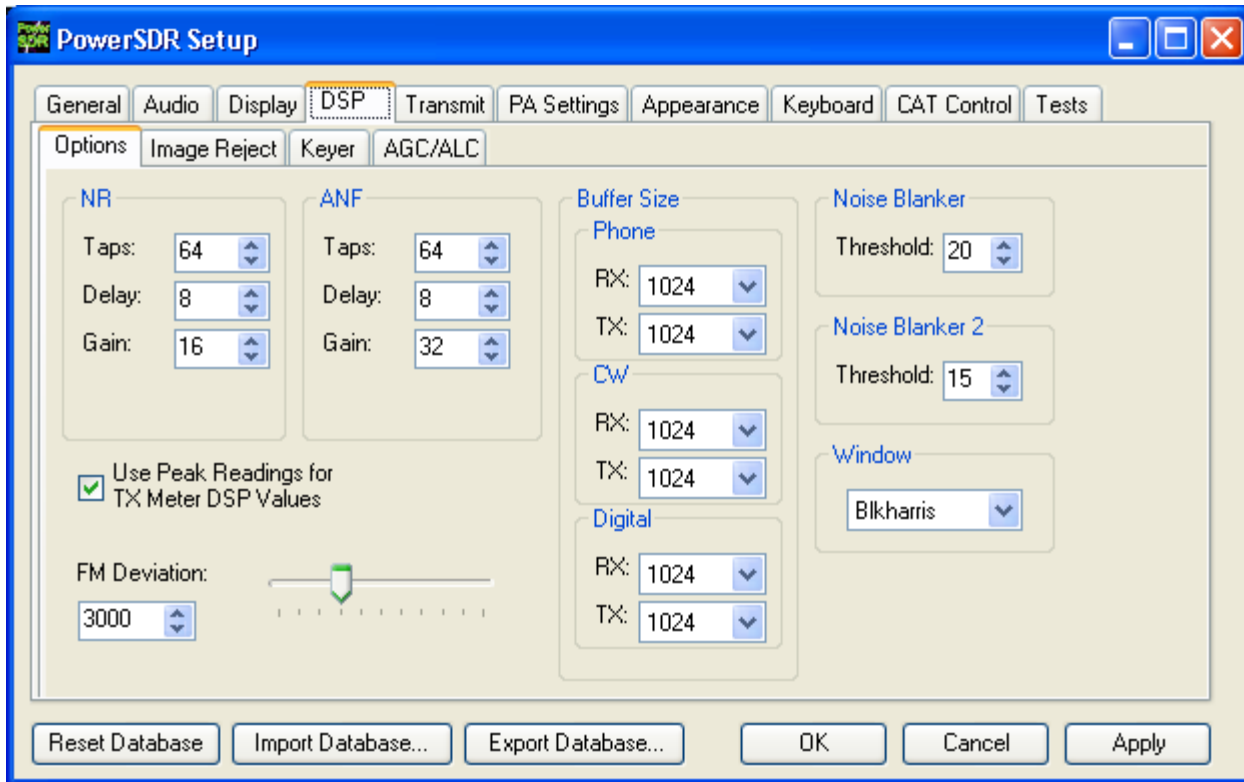 Power SDR PowerSDR Setup
General Audio Display DSP Transmit PA Settings Appearance Keyboard CAT Control Tests
Options Image Reject Keyer AGC/ALC
NR
Taps: 64
Delay: 8
Gain: 16
ANF
Taps: 64
Delay: 8
Gain: 32
Use Peak Readings for
TX Meter DSP Values
FM Deviation:
3000
Buffer Size
Phone
RX: 1024
TX: 1024
CW
RX: 1024
TX: 1024
Digital
RX: 1024
TX: 1024
Noise Blanker
Threshold: 20
Noise Blanker 2
Threshold: 15
Window
Blkharris
Reset Database Import Database... Export Database... OK Cancel Apply